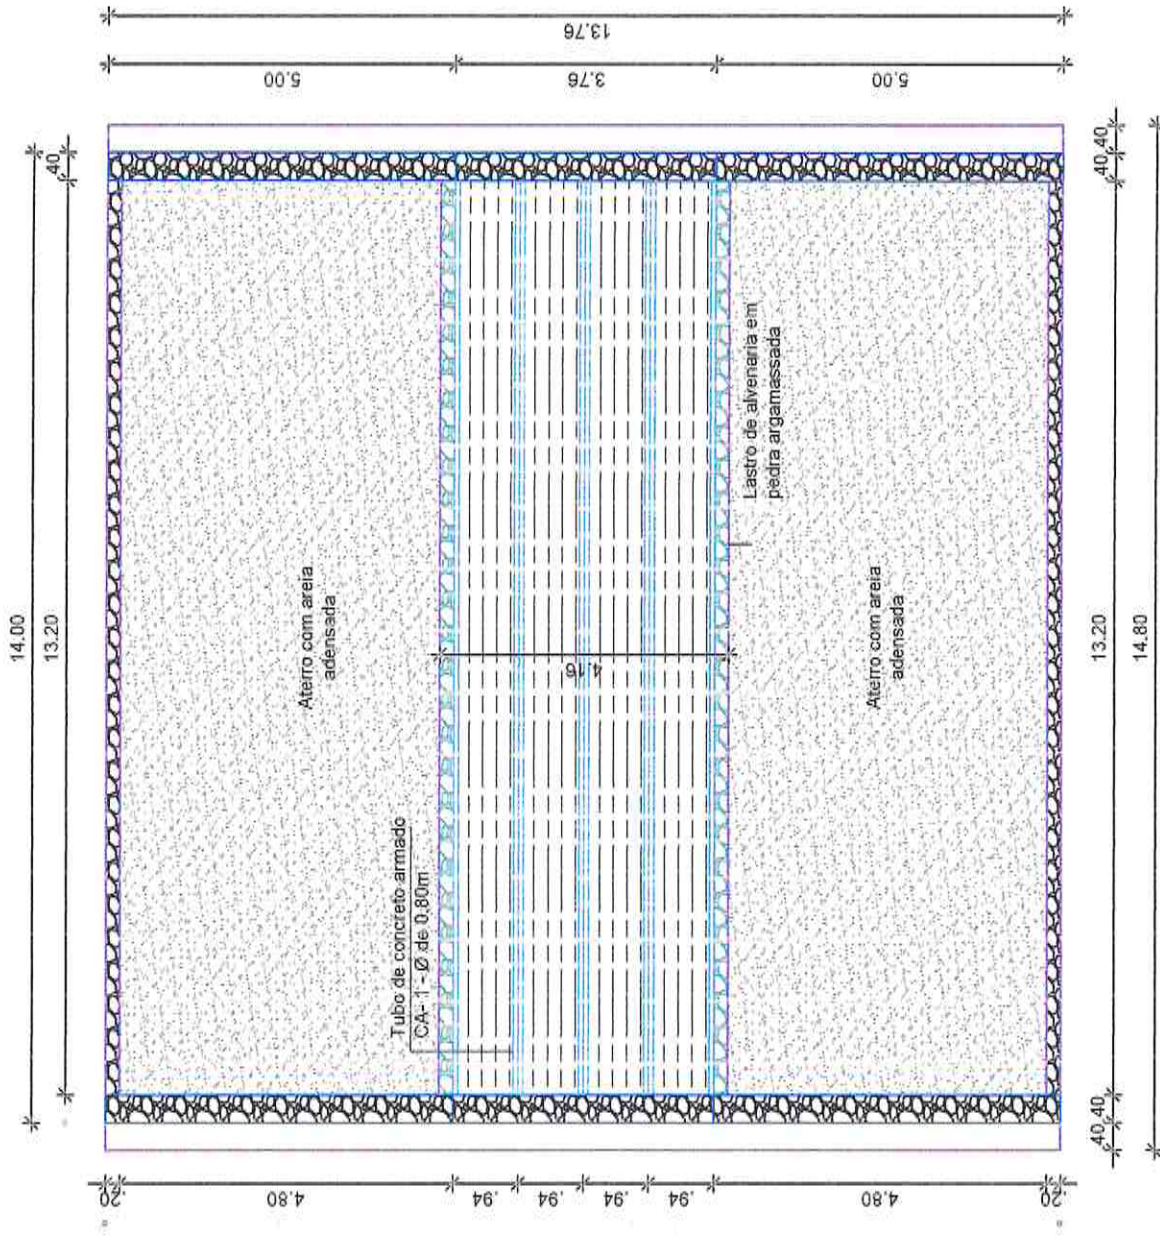 13.76
5.00
3.76
5.00
14.00
13.20
40
Aterro com areia
adensada
Tubo de concreto armado
CA- 1 - Ø de 0,80m
4.16
Lastro de alvenaria em
pedra argamassada
Aterro com areia
adensada
40
40
13.20
40
40
14.80
.20
4.80
.94
.94
.94
.94
4.80
.20